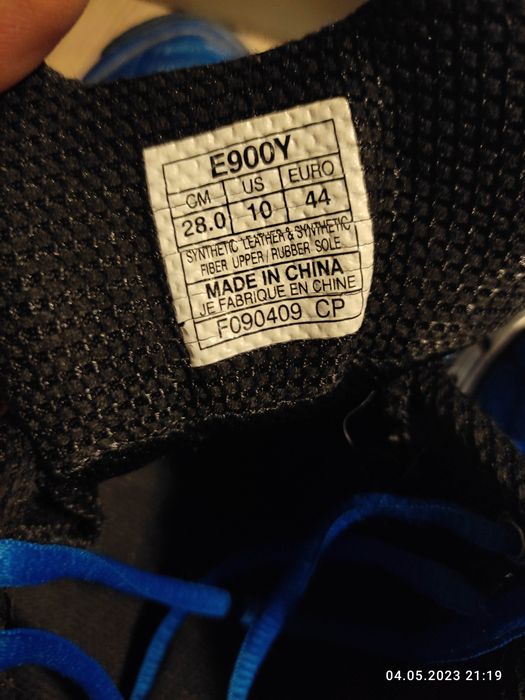 E900Y
CM US EURO
28.0 10 44
SYNTHETIC LEATHER & SYNTHETIC
FIBER UPPER / RUBBER SOLE
MADE IN CHINA
JE FABRIQUE EN CHINE
F090409 CP
04.05.2023 21:19